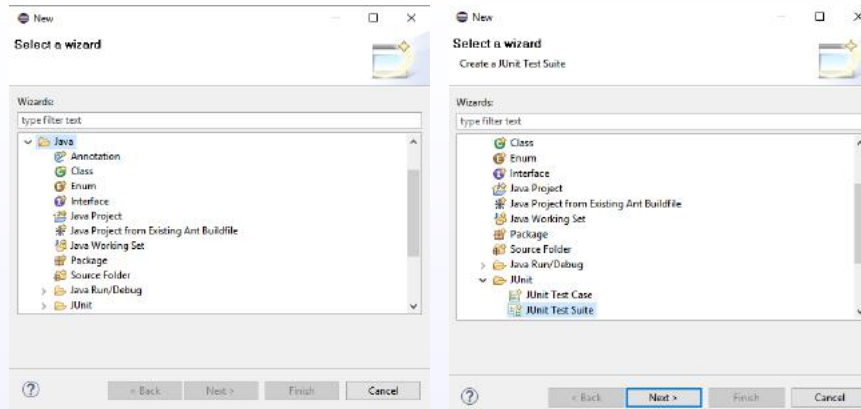 New
Select a wizard
Wizards:
type filter text
Java
Annotation
Class
Enum
Interface
Java Project
Java Project from Existing Ant Buildfile
Java Working Set
Package
Source Folder
Java Run/Debug
JUnit
< Back Next > Finish Cancel
New
Select a wizard
Create a JUnit Test Suite
Wizards:
type filter text
Class
Enum
Interface
Java Project
Java Project from Existing Ant Buildfile
Java Working Set
Package
Source Folder
Java Run/Debug
JUnit
JUnit Test Case
JUnit Test Suite
< Back Next > Finish Cancel